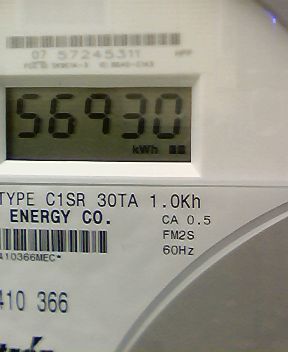 07 57245311
56930
kWh
TYPE C1SR 30TA 1.0Kh
ENERGY CO. CA 0.5
FM2S
60Hz
410366MEC*
410 366